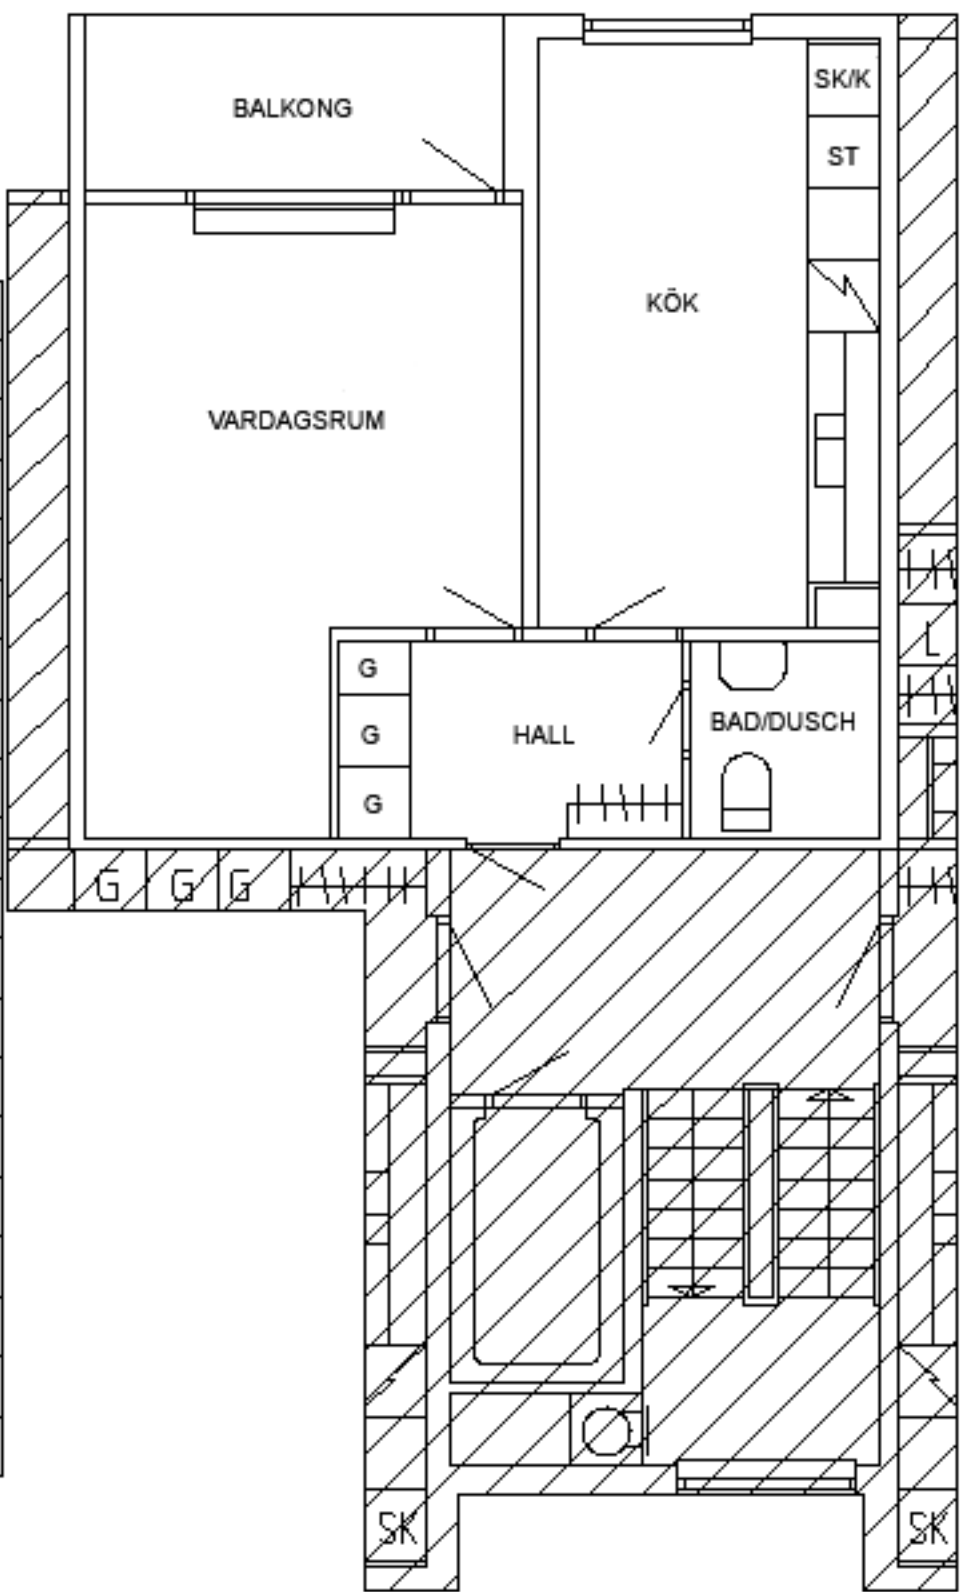 BALKONG
SK/K
ST
KÖK
VARDAGSRUM
L
G
G
G
HALL
BAD/DUSCH
G
G
G
SK
SK